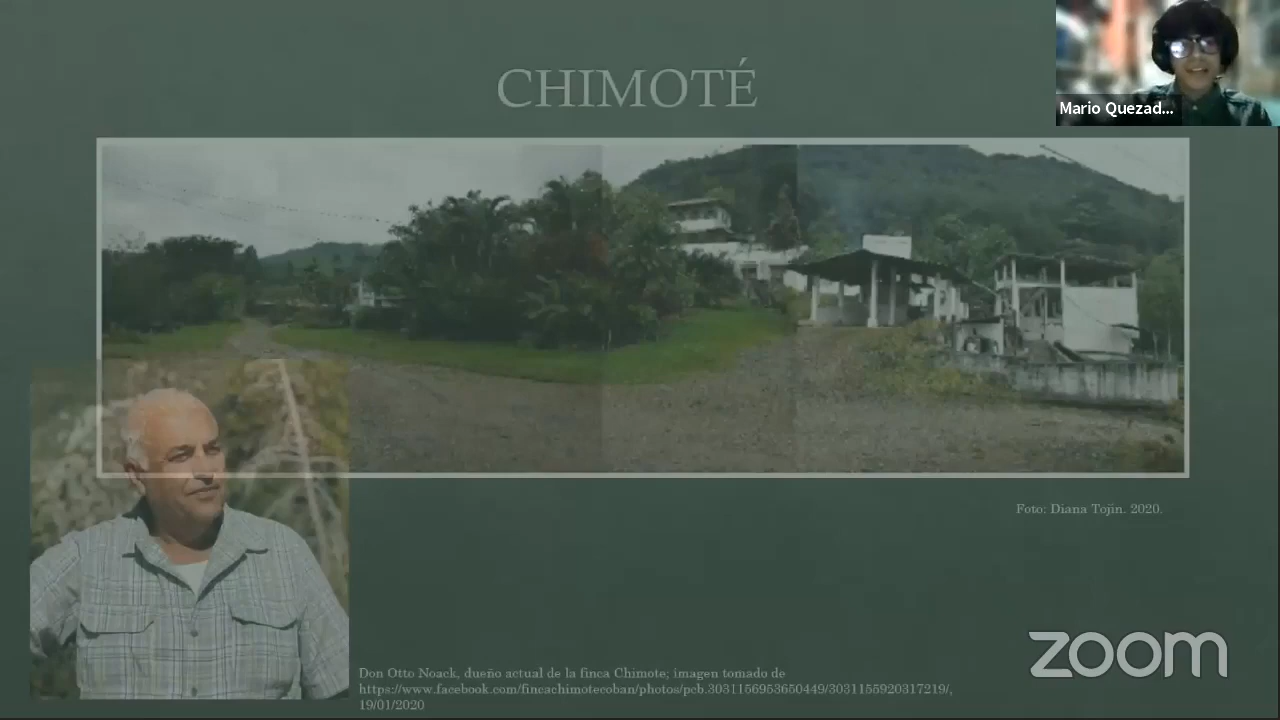 CHIMOTÉ
Mario Quezad...
Foto: Diana Tojin. 2020.
zoom
Don Otto Noack, dueño actual de la finca Chimote; imagen tomado de
https://www.facebook.com/fincachimotecoban/photos/pcb.3031156953650449/3031155920317219/,
19/01/2020